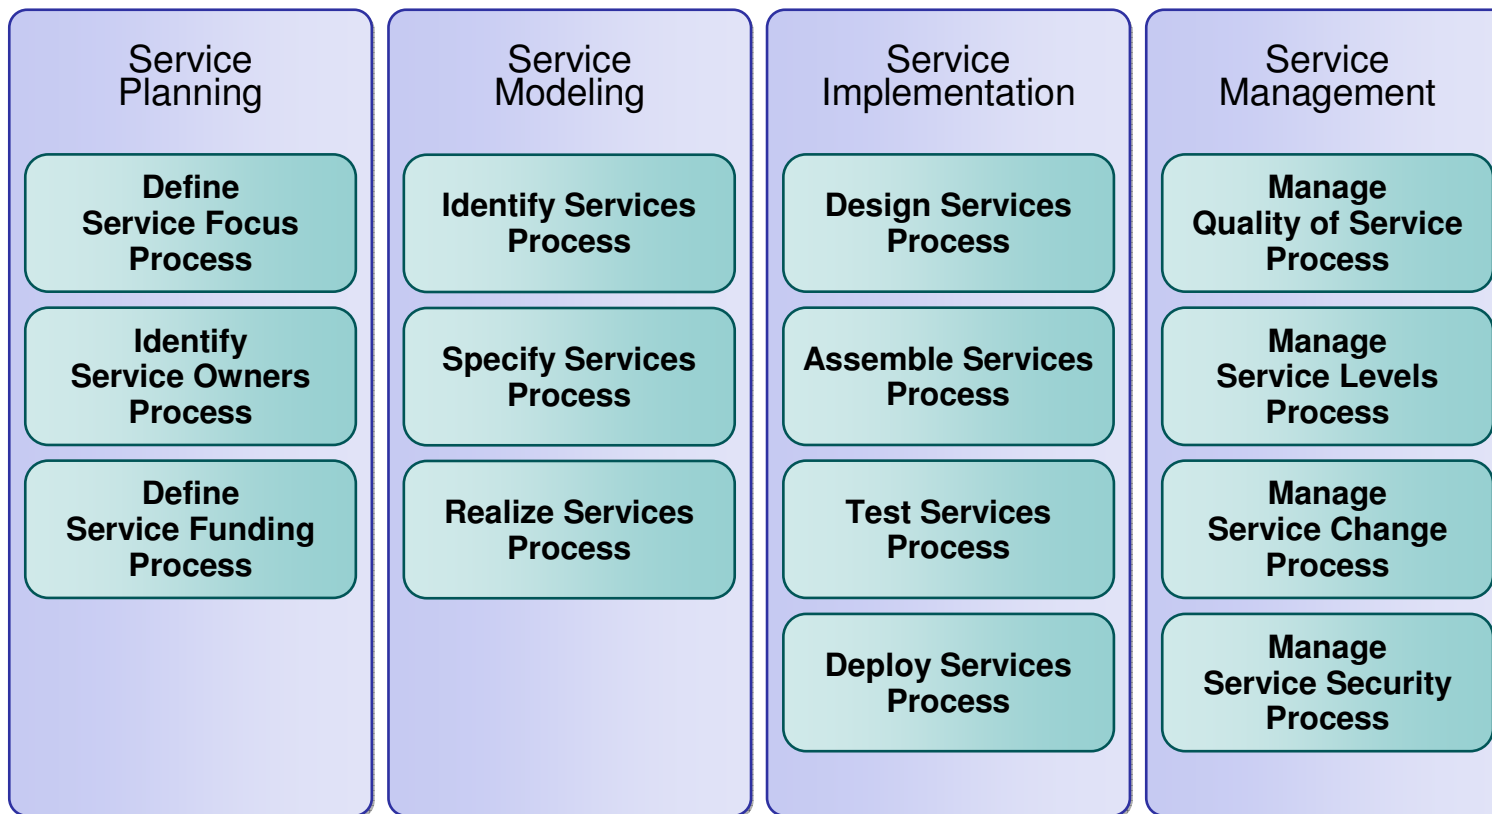 Service
Planning
Define
Service Focus
Process
Identify
Service Owners
Process
Define
Service Funding
Process
Service
Modeling
Identify Services
Process
Specify Services
Process
Realize Services
Process
Service
Implementation
Design Services
Process
Assemble Services
Process
Test Services
Process
Deploy Services
Process
Service
Management
Manage
Quality of Service
Process
Manage
Service Levels
Process
Manage
Service Change
Process
Manage
Service Security
Process